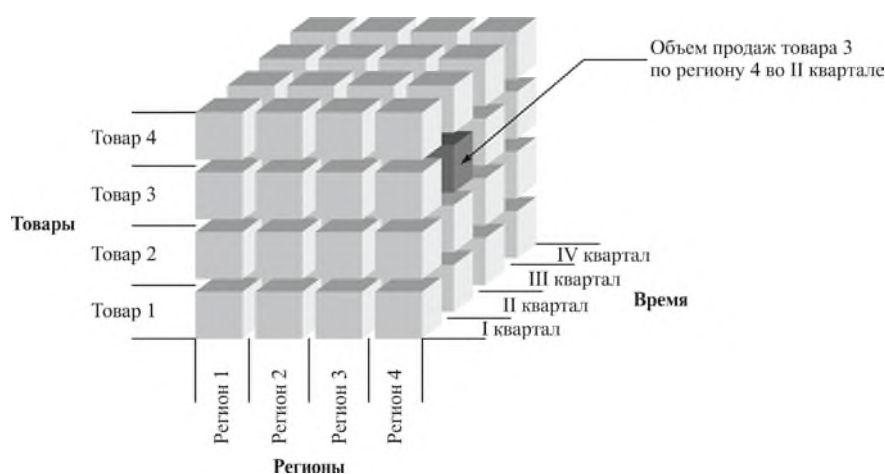 Объем продаж товара 3
по региону 4 во II квартале
Товар 4
Товар 3
Товары
Товар 2
Товар 1
IV квартал
III квартал
II квартал
I квартал
Время
Регион 1
Регион 2
Регион 3
Регион 4
Регионы